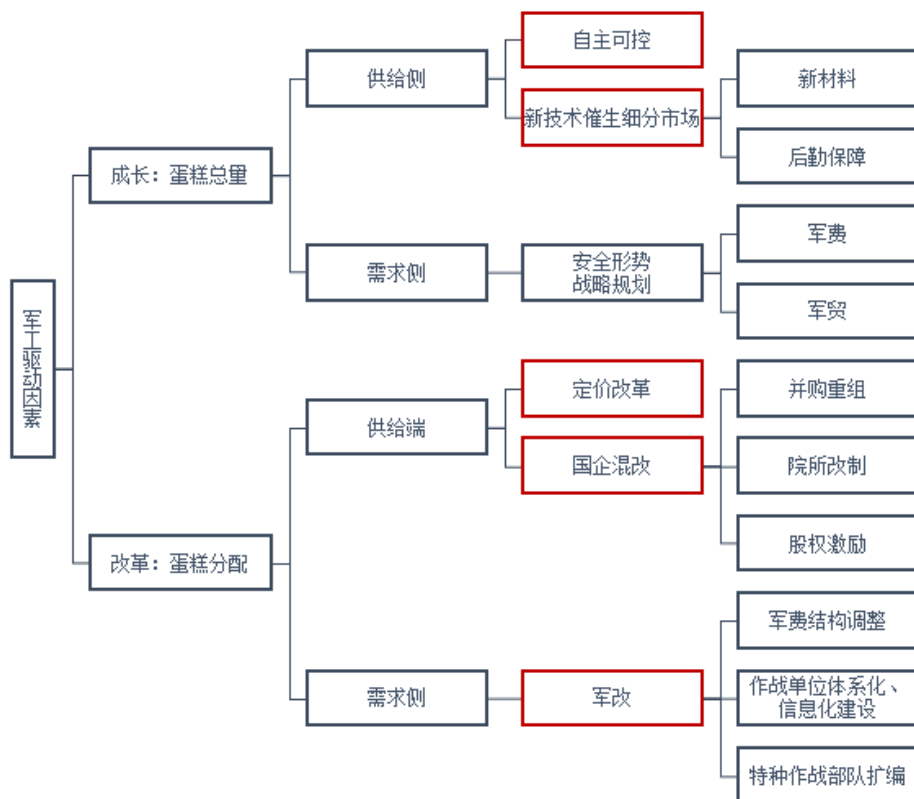 自主可控
供给侧
新材料
新技术催生细分市场
后勤保障
成长：蛋糕总量
军费
需求侧
安全形势
战略规划
军贸
军工驱动因素
定价改革
并购重组
供给端
国企混改
院所改制
股权激励
改革：蛋糕分配
军费结构调整
需求侧
军改
作战单位体系化、
信息化建设
特种作战部队扩编